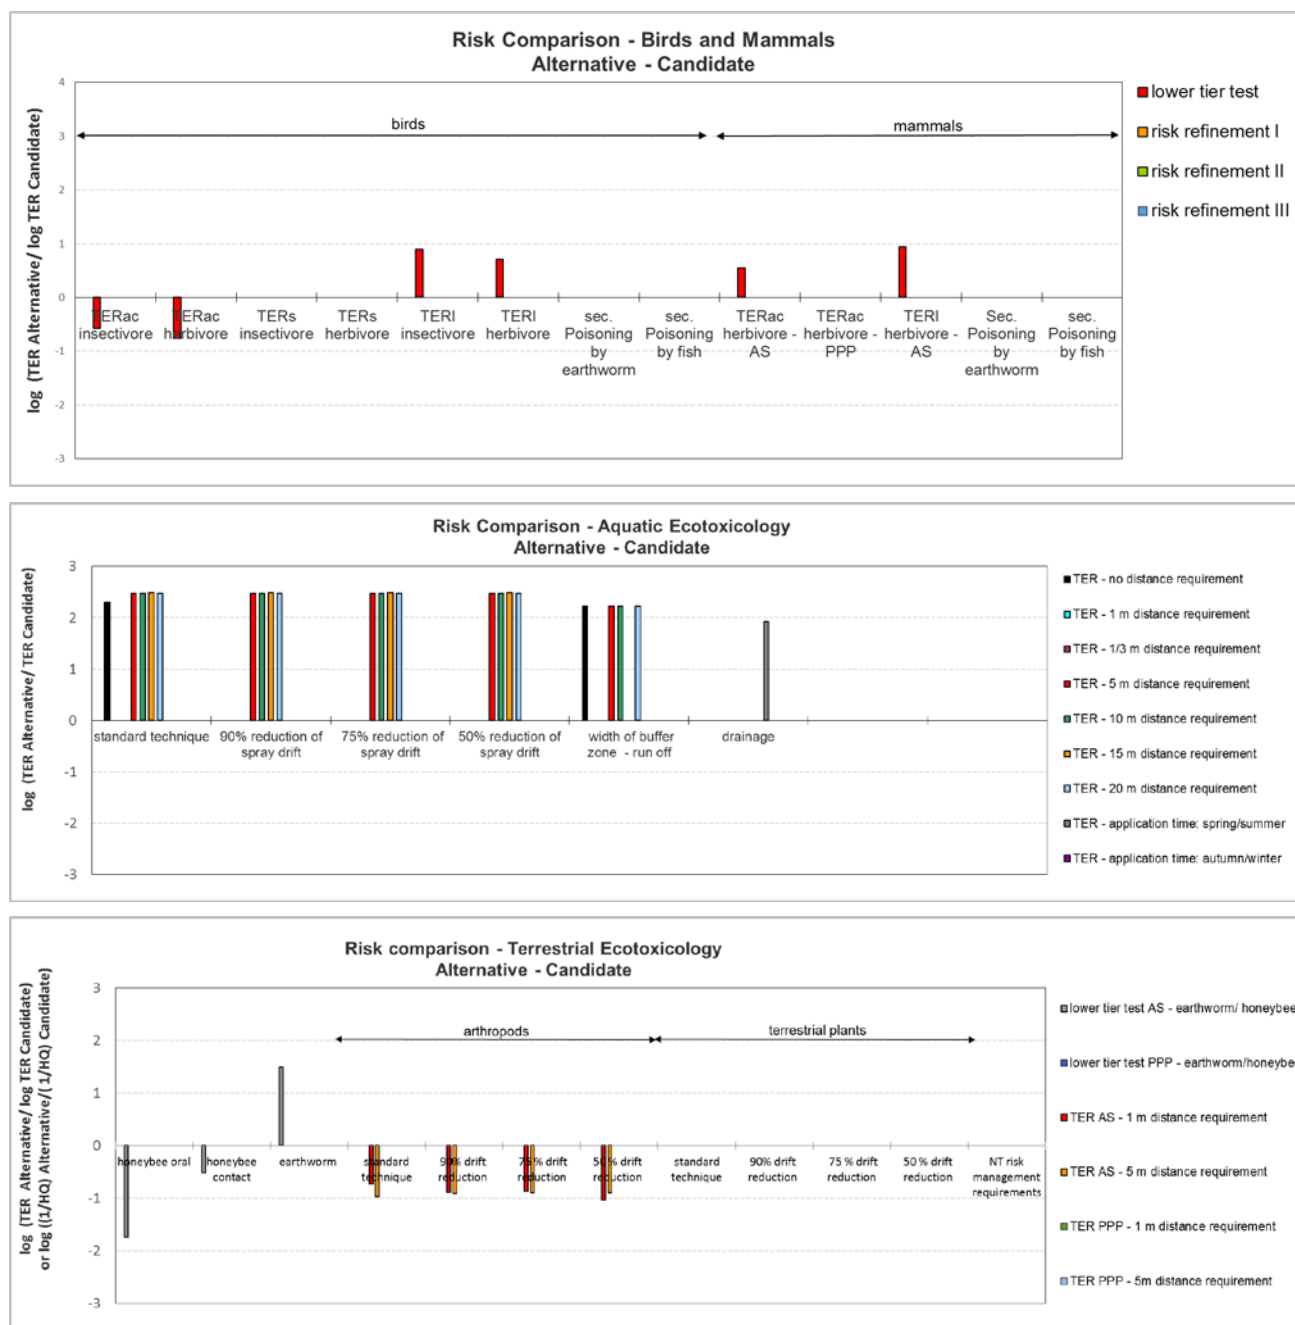 Risk Comparison - Birds and Mammals
Alternative - Candidate
log (TER Alternative/ log TER Candidate)
4
3
2
1
0
-1
-2
-3
birds
mammals
TERac insectivore
TERac herbivore
TERs insectivore
TERs herbivore
TERl insectivore
TERl herbivore
sec. Poisoning by earthworm
sec. Poisoning by fish
TERac herbivore - AS
TERac herbivore - PPP
TERl herbivore - AS
Sec. Poisoning by earthworm
sec. Poisoning by fish
lower tier test
risk refinement I
risk refinement II
risk refinement III
Risk Comparison - Aquatic Ecotoxicology
Alternative - Candidate
log (TER Alternative/ TER Candidate)
3
2
1
0
-1
-2
-3
standard technique
90% reduction of spray drift
75% reduction of spray drift
50% reduction of spray drift
width of buffer zone - run off
drainage
TER - no distance requirement
TER - 1 m distance requirement
TER - 1/3 m distance requirement
TER - 5 m distance requirement
TER - 10 m distance requirement
TER - 15 m distance requirement
TER - 20 m distance requirement
TER - application time: spring/summer
TER - application time: autumn/winter
Risk comparison - Terrestrial Ecotoxicology
Alternative - Candidate
log (TER Alternative/ log TER Candidate)
or log ((1/HQ) Alternative/( 1/HQ) Candidate)
3
2
1
0
-1
-2
-3
arthropods
terrestrial plants
honeybee oral
honeybee contact
earthworm
standard technique
90% drift reduction
75 % drift reduction
50 % drift reduction
standard technique
90% drift reduction
75 % drift reduction
50 % drift reduction
NT risk management requirements
lower tier test AS - earthworm/ honeybee
lower tier test PPP - earthworm/honeybee
TER AS - 1 m distance requirement
TER AS - 5 m distance requirement
TER PPP - 1 m distance requirement
TER PPP - 5m distance requirement